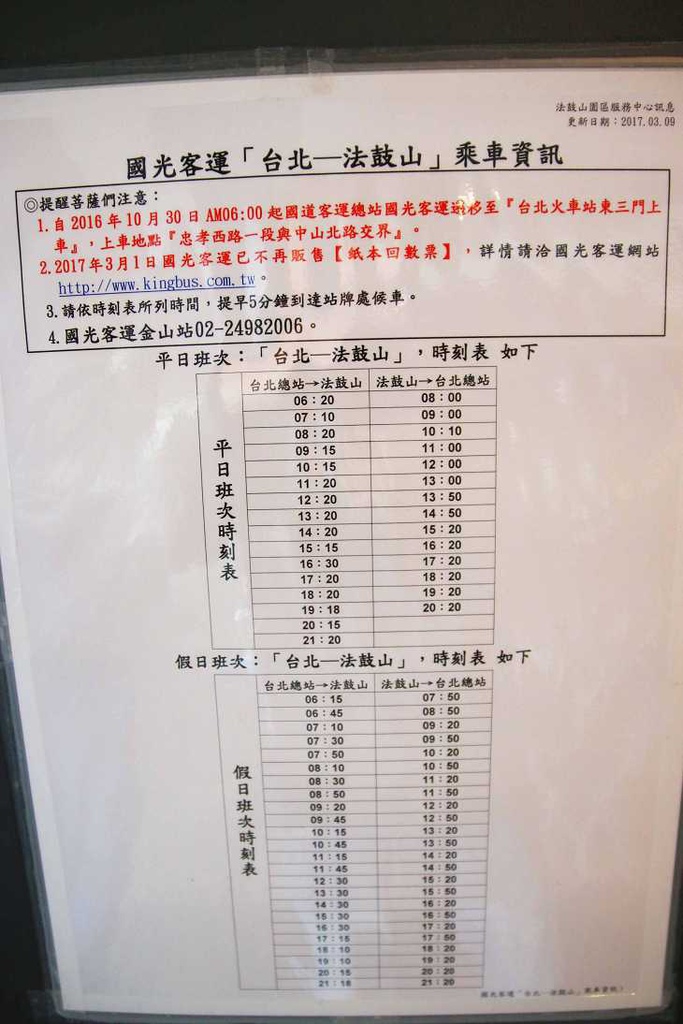 法鼓山園區服務中心訊息
更新日期：2017.03.09
國光客運「台北—法鼓山」乘車資訊
◎提醒菩薩們注意：
1.自2016年10月30日AM06:00起國道客運總站國光客運遷移至『台北火車站東三門上
車』，上車地點『忠孝西路一段與中山北路交界』。
2.2017年3月1日國光客運已不再販售【紙本回數票】，詳情請洽國光客運網站
http://www.kingbus.com.tw。
3.請依時刻表所列時間，提早5分鐘到達站牌處候車。
4.國光客運金山站02-24982006。
平日班次：「台北—法鼓山」，時刻表 如下
平日班次時刻表
台北總站→法鼓山 法鼓山→台北總站
06：20 08：00
07：10 09：00
08：20 10：10
09：15 11：00
10：15 12：00
11：20 13：00
12：20 13：50
13：20 14：50
14：20 15：20
15：15 16：20
16：30 17：20
17：20 18：20
18：20 19：20
19：18 20：20
20：15
21：20
假日班次：「台北—法鼓山」，時刻表 如下
假日班次時刻表
台北總站→法鼓山 法鼓山→台北總站
06：15 07：50
06：45 08：50
07：10 09：20
07：30 09：50
07：50 10：20
08：10 10：50
08：30 11：20
08：50 11：50
09：20 12：20
09：45 12：50
10：15 13：20
10：45 13：50
11：15 14：20
11：45 14：50
12：30 15：20
13：30 15：50
14：30 16：20
15：30 16：50
16：30 17：20
17：15 17：50
18：10 18：20
19：10 19：20
20：15 20：20
21：18 21：20
國光客運「台北—法鼓山」乘車資訊